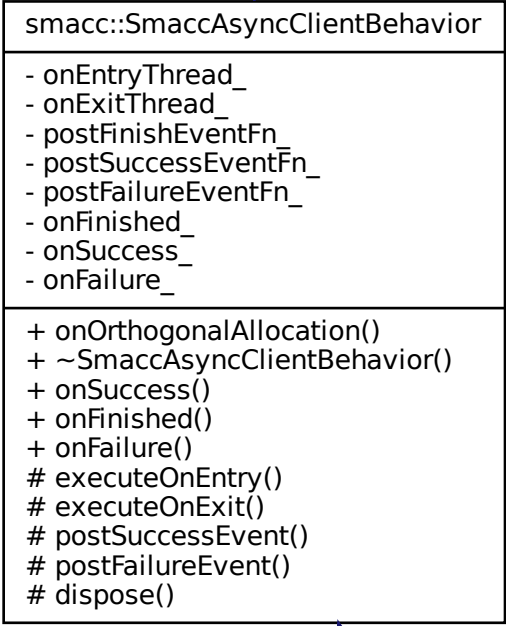 smacc::SmaccAsyncClientBehavior
- onEntryThread_
- onExitThread_
- postFinishEventFn_
- postSuccessEventFn_
- postFailureEventFn_
- onFinished_
- onSuccess_
- onFailure_
+ onOrthogonalAllocation()
+ ~SmaccAsyncClientBehavior()
+ onSuccess()
+ onFinished()
+ onFailure()
# executeOnEntry()
# executeOnExit()
# postSuccessEvent()
# postFailureEvent()
# dispose()